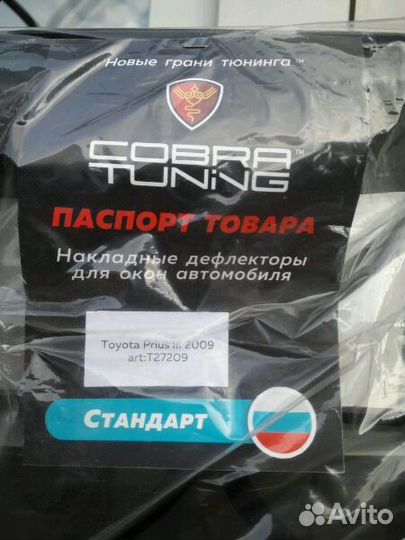 Новые грани тюнинга™
COBRA™
TUNING
ПАСПОРТ ТОВАРА
Накладные дефлекторы
для окон автомобиля
Toyota Prius III 2009
art:T27209
СТАНДАРТ
Avito